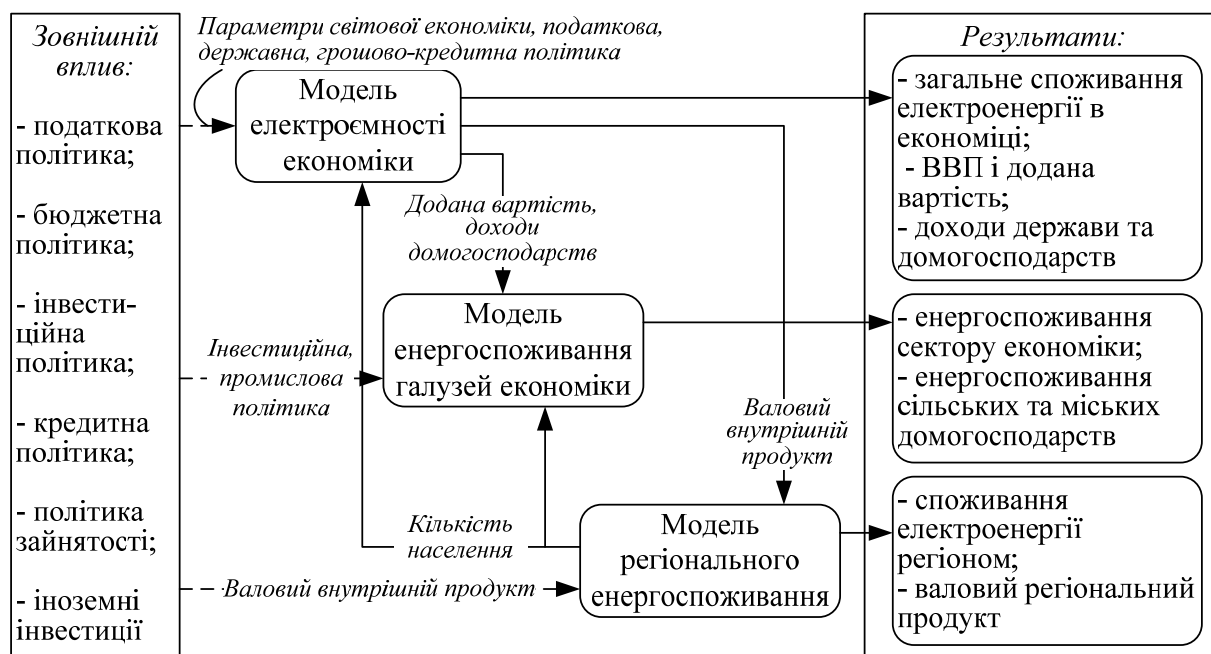 Зовнішній
вплив:
- податкова
політика;
- бюджетна
політика;
- інвести-
ційна
політика;
- кредитна
політика;
- політика
зайнятості;
- іноземні
інвестиції
Параметри світової економіки, податкова,
державна, грошово-кредитна політика
Модель
електроємності
економіки
Додана вартість,
доходи
домогосподарств
Інвестиційна,
промислова
політика
Модель
енергоспоживання
галузей економіки
Валовий
внутрішній
продукт
Кількість
населення
Валовий внутрішній продукт
Модель
регіонального
енергоспоживання
Результати:
- загальне споживання
електроенергії в
економіці;
- ВВП і додана
вартість;
- доходи держави та
домогосподарств
- енергоспоживання
сектору економіки;
- енергоспоживання
сільських та міських
домогосподарств
- споживання
електроенергії
регіоном;
- валовий регіональний
продукт